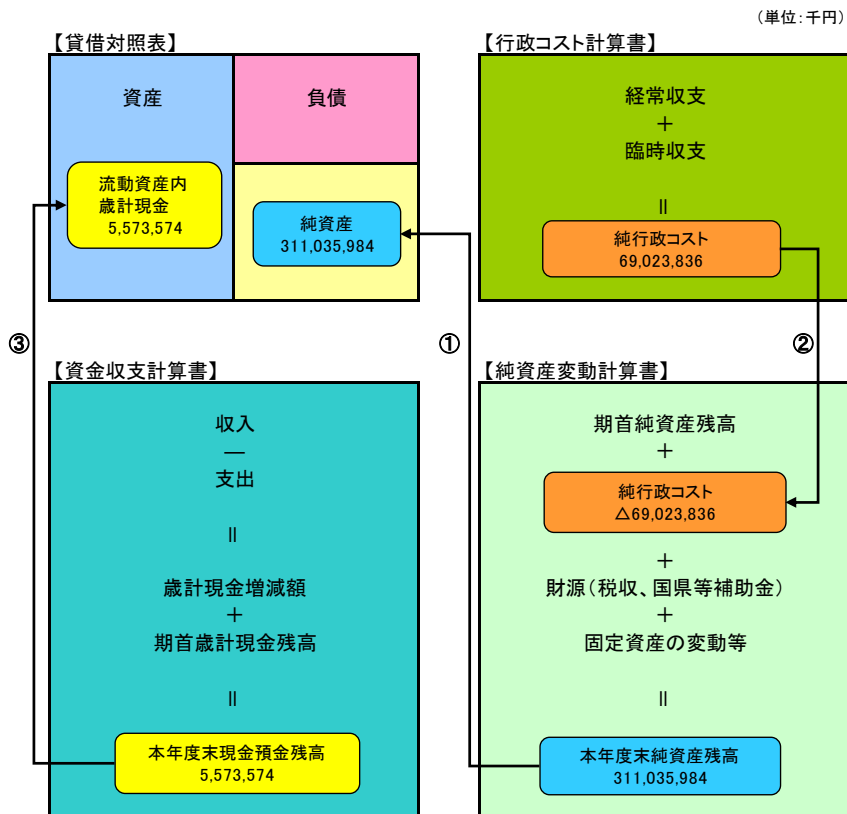 （単位：千円）
【貸借対照表】
資産
負債
流動資産内
歳計現金
5,573,574
純資産
311,035,984
【行政コスト計算書】
経常収支
＋
臨時収支
＝
純行政コスト
69,023,836
③
①
②
【資金収支計算書】
収入
―
支出
＝
歳計現金増減額
＋
期首歳計現金残高
＝
本年度末現金預金残高
5,573,574
【純資産変動計算書】
期首純資産残高
＋
純行政コスト
△69,023,836
＋
財源（税収、国県等補助金）
＋
固定資産の変動等
＝
本年度末純資産残高
311,035,984